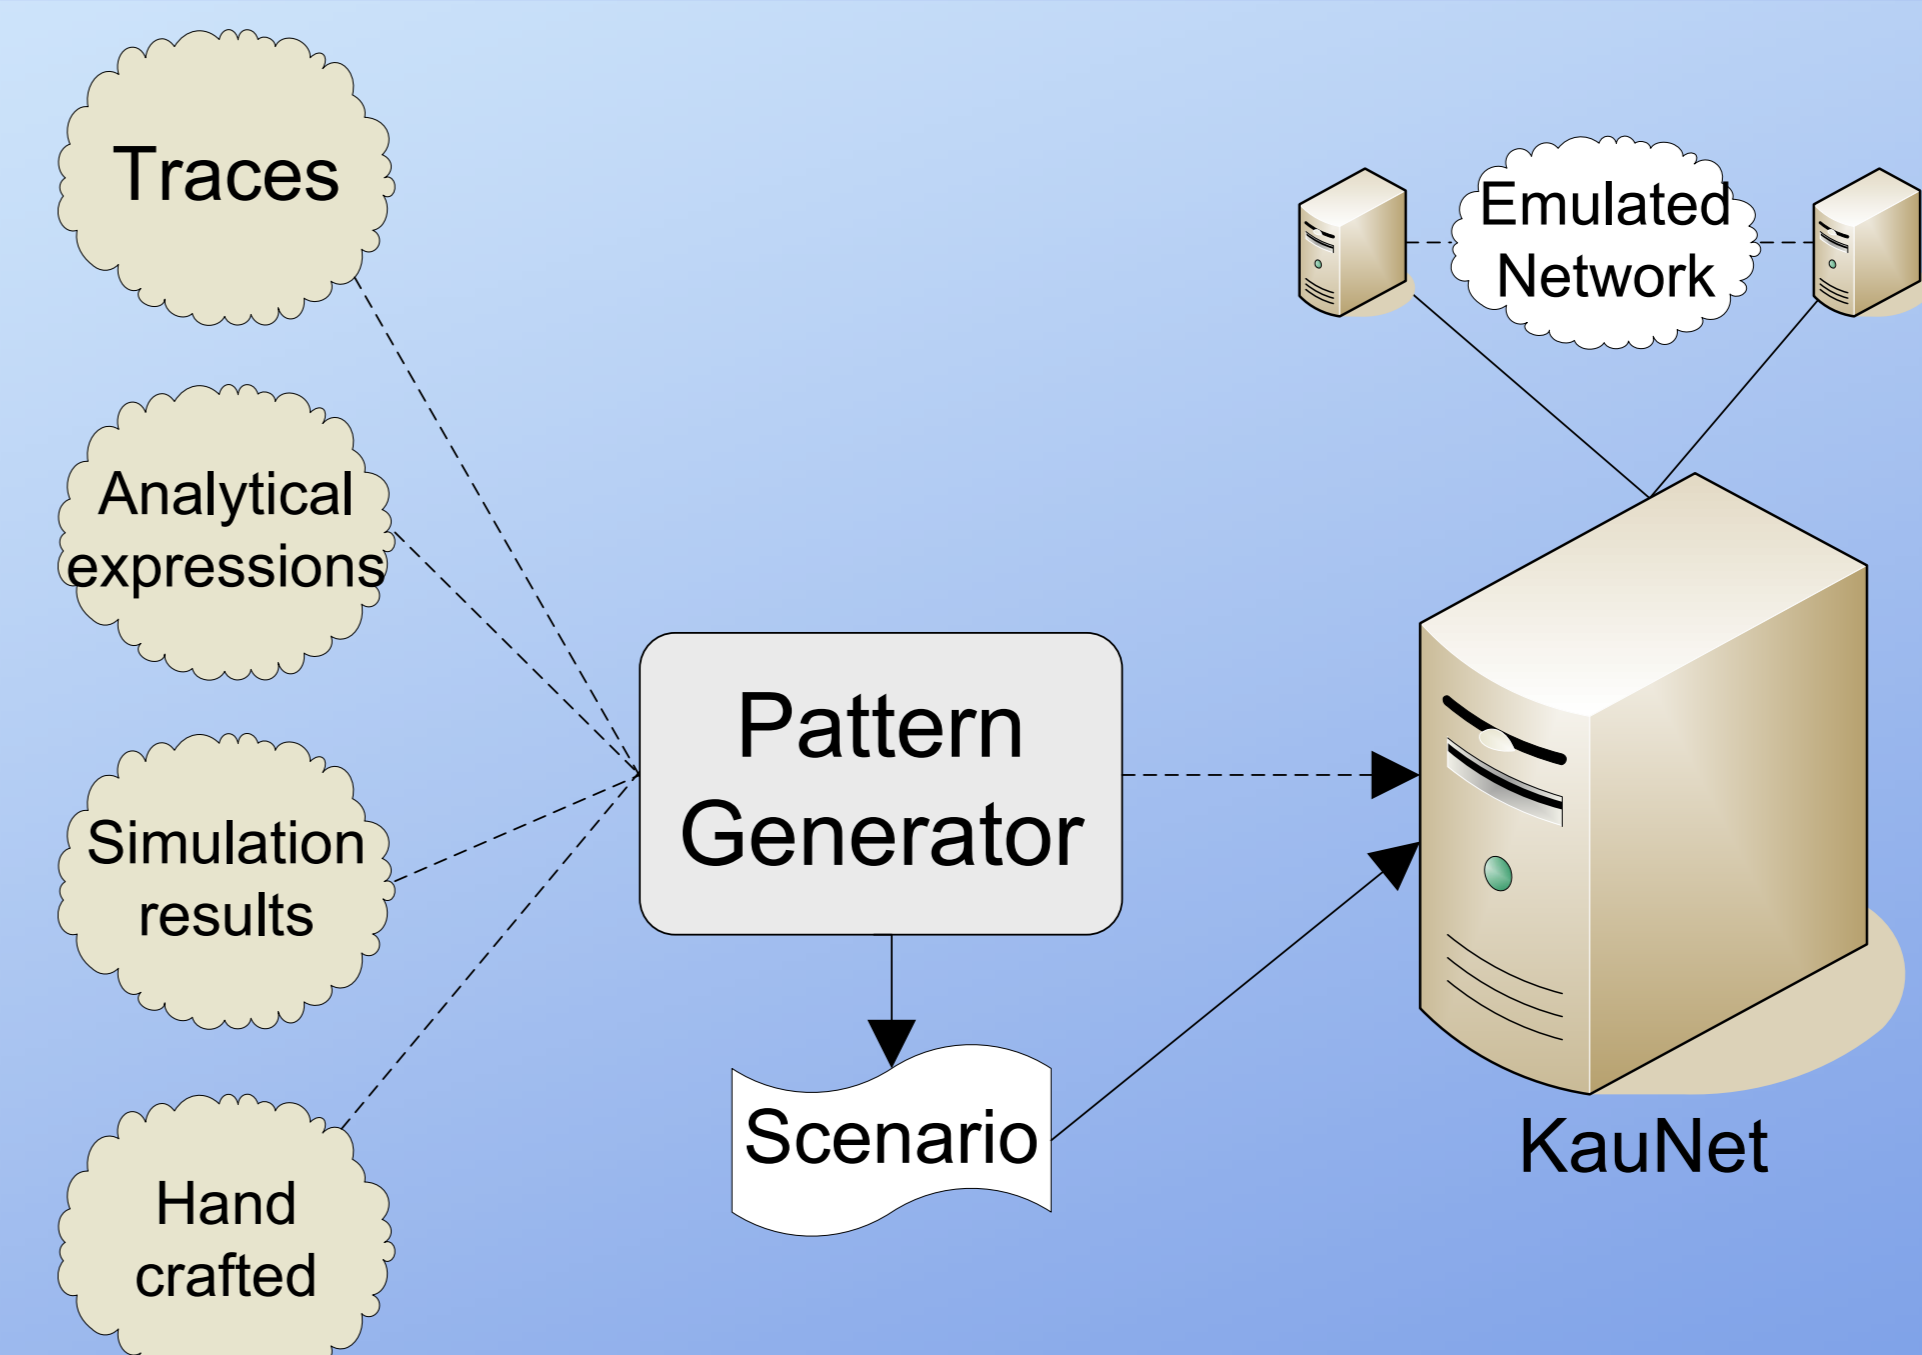 Traces
Analytical
expressions
Simulation
results
Hand
crafted
Pattern
Generator
Scenario
Emulated
Network
KauNet